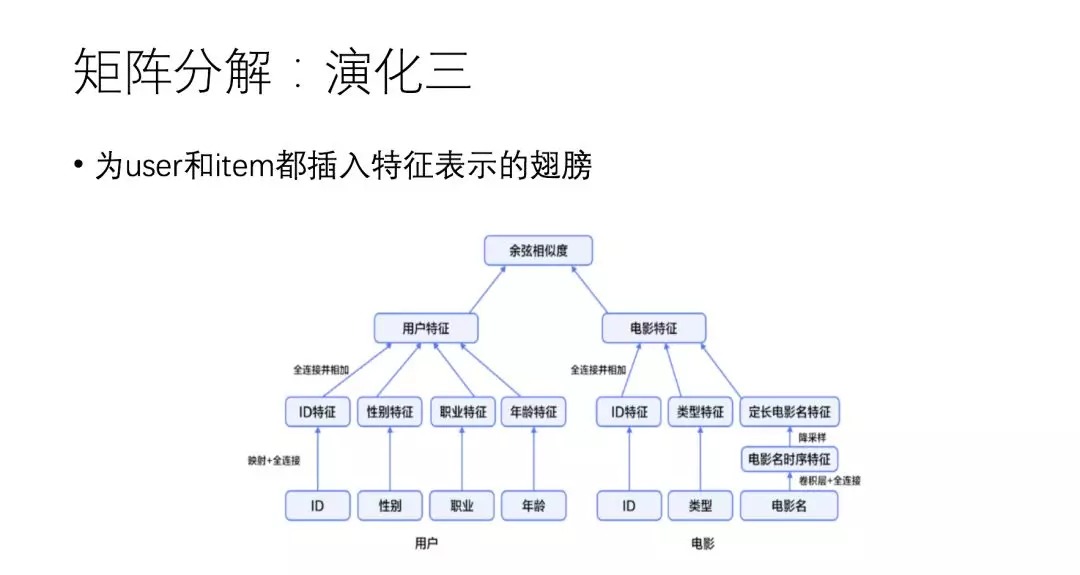 矩阵分解：演化三
• 为user和item都插入特征表示的翅膀
余弦相似度
用户特征
电影特征
全连接并相加
全连接并相加
ID特征
性别特征
职业特征
年龄特征
ID特征
类型特征
定长电影名特征
降采样
映射+全连接
电影名时序特征
卷积层+全连接
ID
性别
职业
年龄
ID
类型
电影名
用户
电影